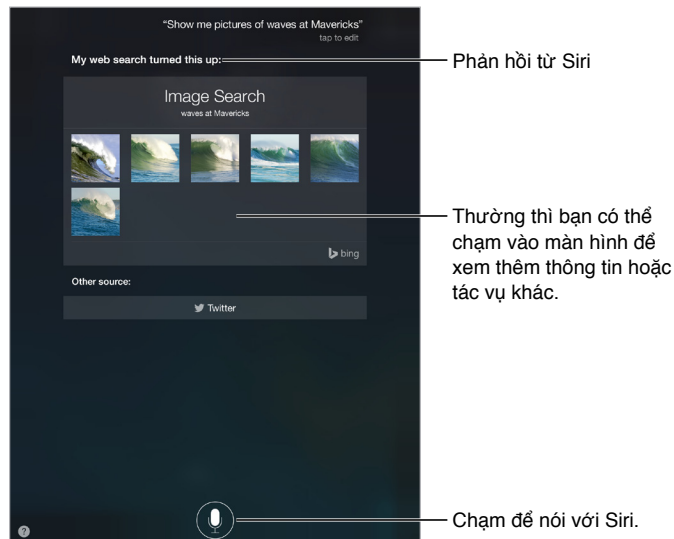 “Show me pictures of waves at Mavericks”
tap to edit
My web search turned this up:
Phản hồi từ Siri
Image Search
waves at Mavericks
Thường thì bạn có thể
chạm vào màn hình để
xem thêm thông tin hoặc
tác vụ khác.
bing
Other source:
Twitter
Chạm để nói với Siri.
?